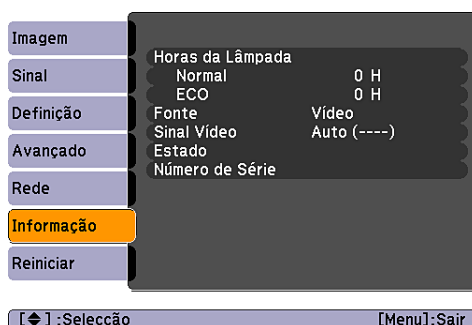 Imagem
Sinal
Definição
Avançado
Rede
Informação
Reiniciar
Horas da Lâmpada
Normal 0 H
ECO 0 H
Fonte Vídeo
Sinal Vídeo Auto (----)
Estado
Número de Série
[◆] :Selecção [Menu]:Sair